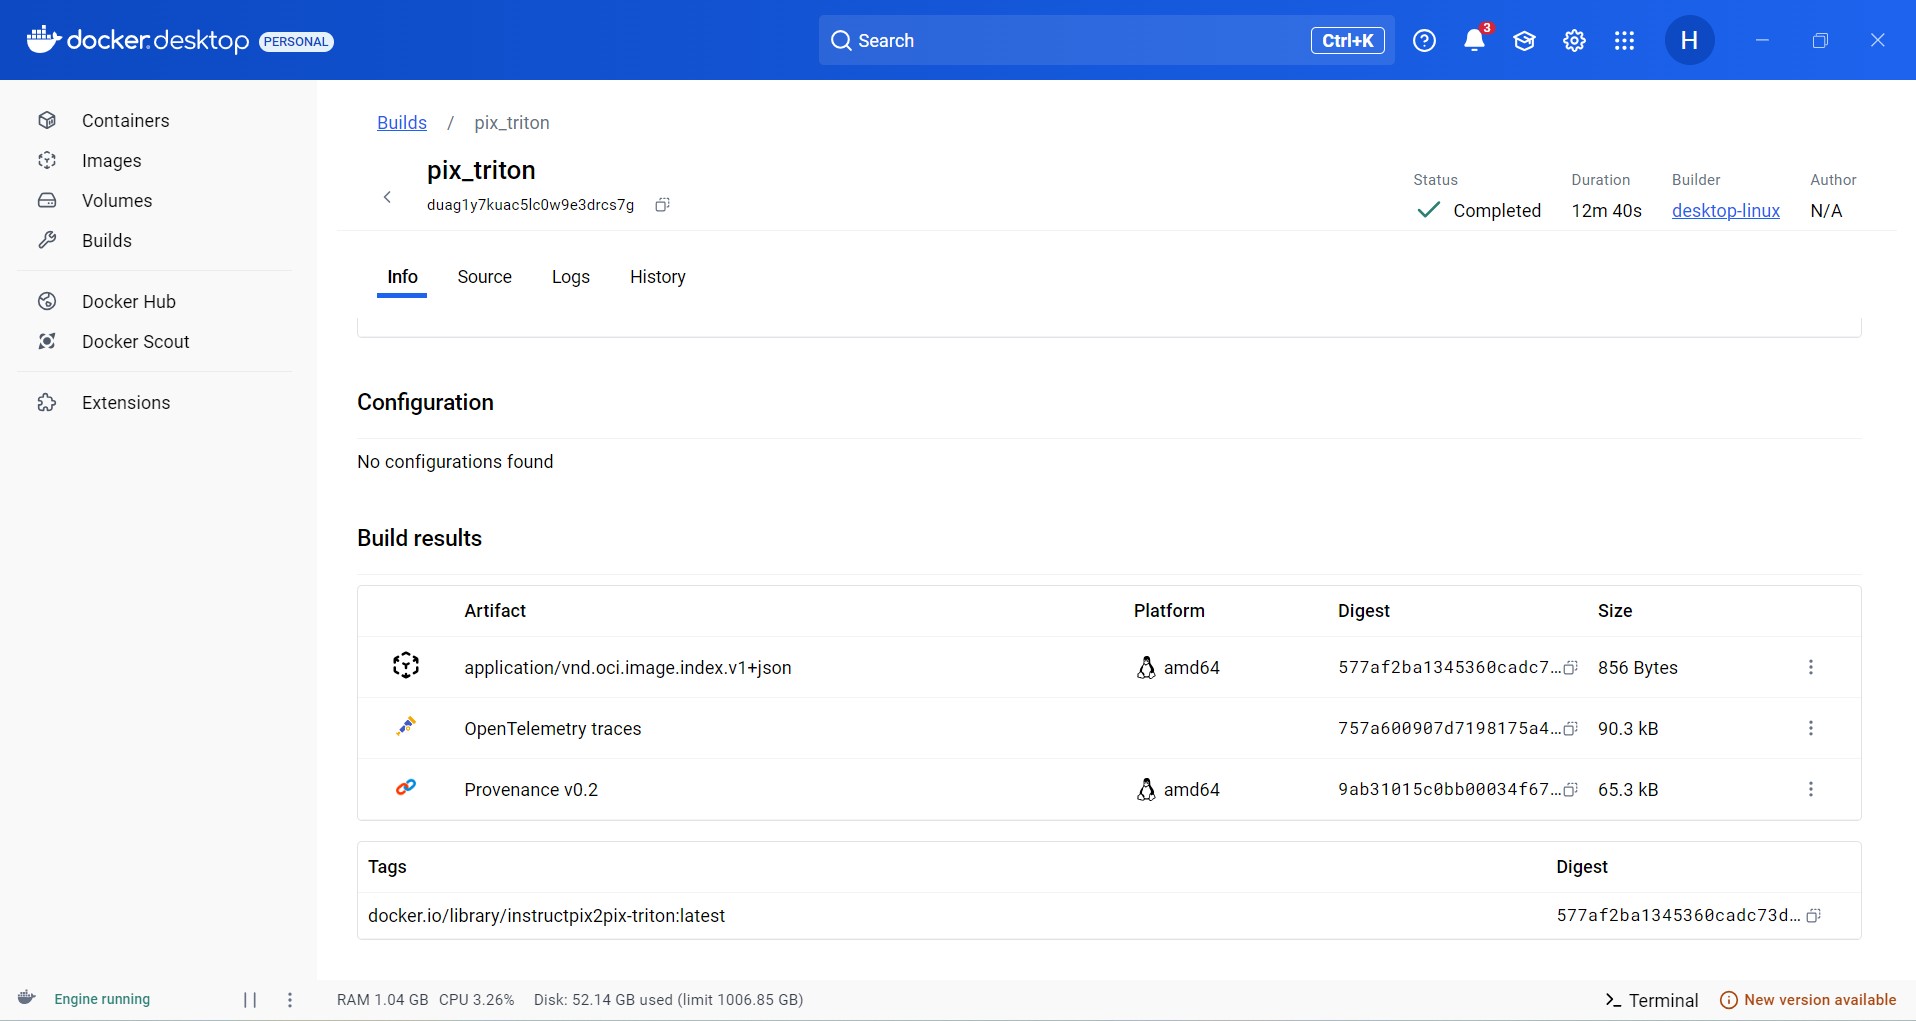 docker.desktop PERSONAL
Search Ctrl+K 3 H
Containers
Images
Volumes
Builds
Docker Hub
Docker Scout
Extensions
Builds / pix_triton
pix_triton
duag1y7kuac5lc0w9e3drcs7g
Status Duration Builder Author
Completed 12m 40s desktop-linux N/A
Info Source Logs History
Configuration
No configurations found
Build results
Artifact Platform Digest Size
application/vnd.oci.image.index.v1+json amd64 577af2ba1345360cadc7... 856 Bytes
OpenTelemetry traces 757a600907d7198175a4... 90.3 kB
Provenance v0.2 amd64 9ab31015c0bb00034f67... 65.3 kB
Tags Digest
docker.io/library/instructpix2pix-triton:latest 577af2ba1345360cadc73d...
Engine running RAM 1.04 GB CPU 3.26% Disk: 52.14 GB used (limit 1006.85 GB) Terminal New version available